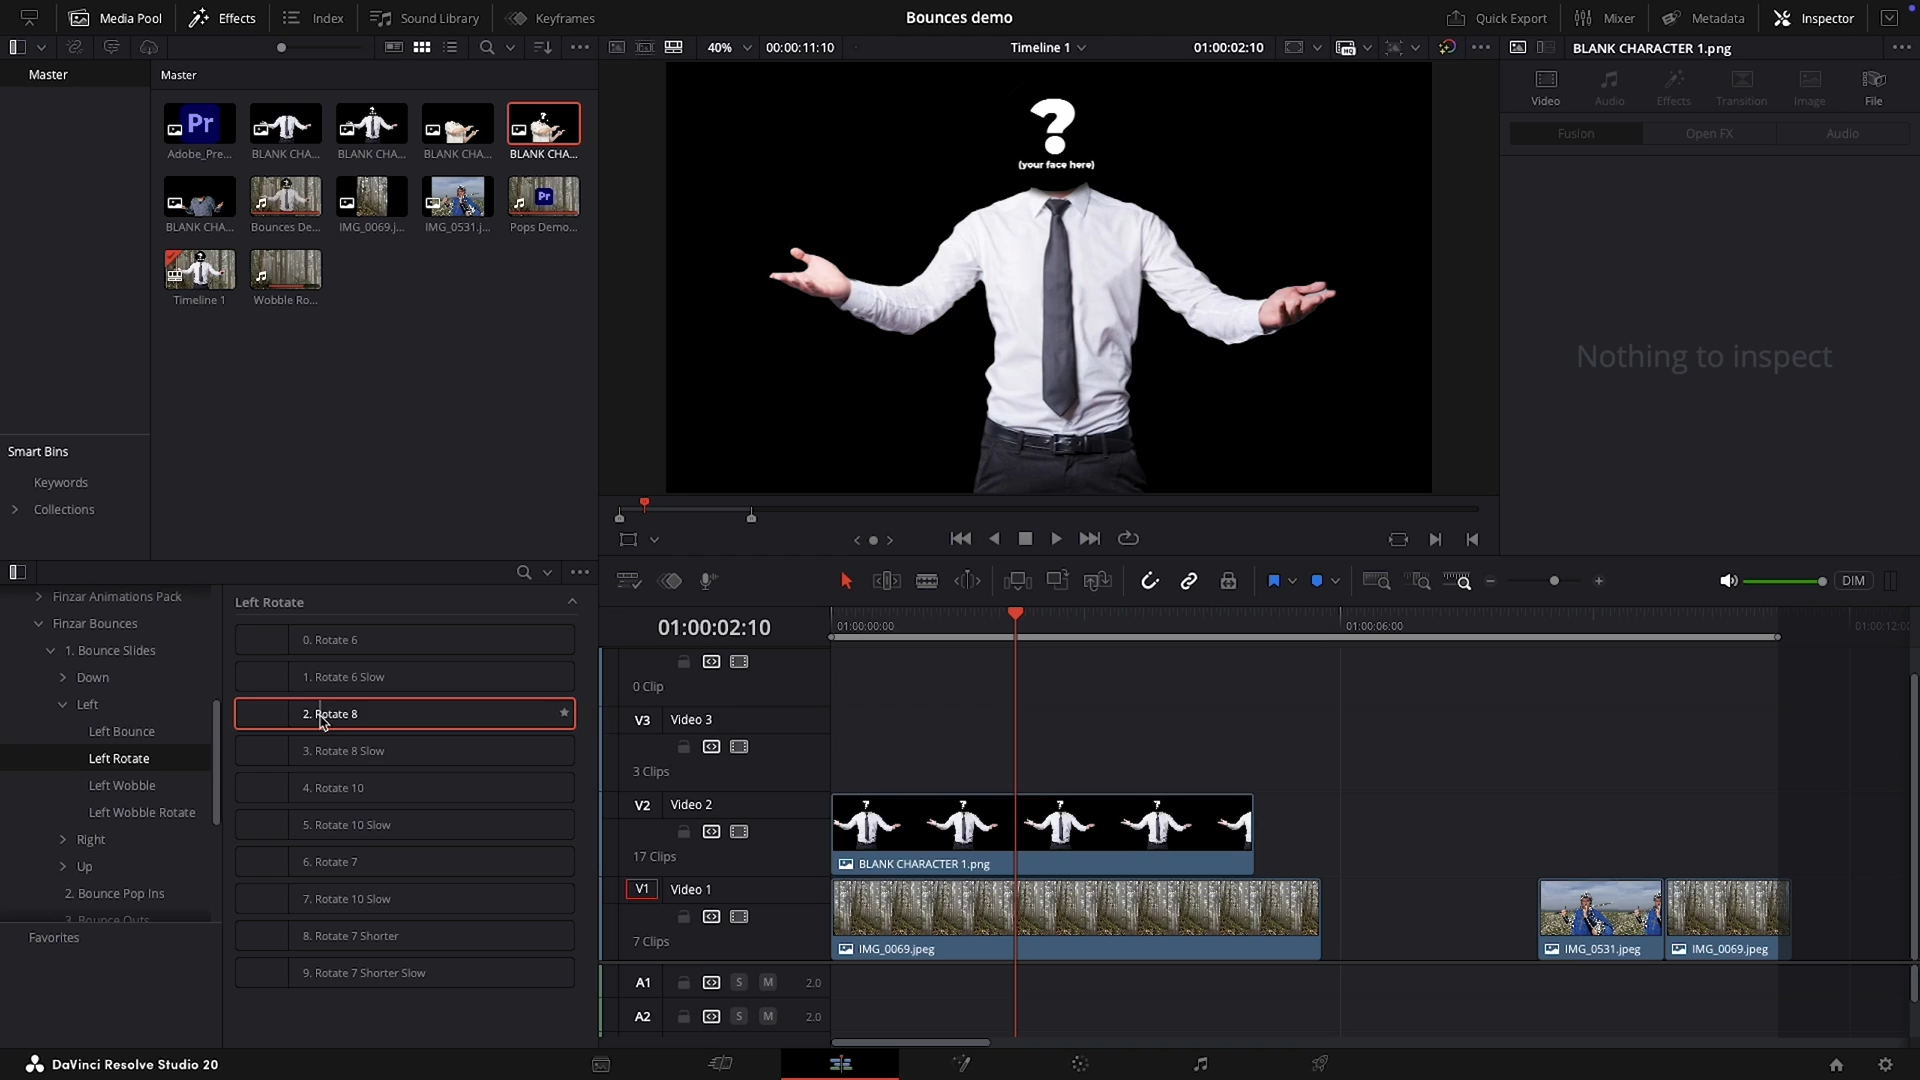 Media Pool
Effects
Index
Sound Library
Keyframes
Bounces demo
Quick Export
Mixer
Metadata
Inspector
40%
00:00:11:10
Timeline 1
01:00:02:10
BLANK CHARACTER 1.png
Master
Master
Video
Audio
Effects
Transition
Image
File
Fusion
Open FX
Audio
Pr
Adobe_Pre...
BLANK CHA...
BLANK CHA...
BLANK CHA...
BLANK CHA...
BLANK CHA...
Bounces De...
IMG_0069.j...
IMG_0531.j...
Pr
Pops Demo...
Timeline 1
Wobble Ro...
?
(your face here)
Nothing to inspect
Smart Bins
Keywords
Collections
Finzar Animations Pack
Finzar Bounces
1. Bounce Slides
Down
Left
Left Bounce
Left Rotate
Left Wobble
Left Wobble Rotate
Right
Up
2. Bounce Pop Ins
3. Bounce Outs
Favorites
Left Rotate
0. Rotate 6
1. Rotate 6 Slow
2. Rotate 8
3. Rotate 8 Slow
4. Rotate 10
5. Rotate 10 Slow
6. Rotate 7
7. Rotate 10 Slow
8. Rotate 7 Shorter
9. Rotate 7 Shorter Slow
DIM
01:00:02:10
01:00:00:00
01:00:06:00
0 Clip
V3 Video 3
3 Clips
V2 Video 2
17 Clips
BLANK CHARACTER 1.png
V1 Video 1
7 Clips
IMG_0069.jpeg
IMG_0531.jpeg
IMG_0069.jpeg
A1 S M 2.0
A2 S M 2.0
DaVinci Resolve Studio 20